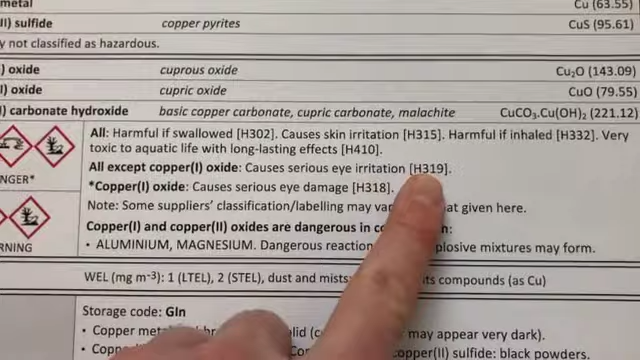 metal Cu (63.55)
II) sulfide copper pyrites CuS (95.61)
y not classified as hazardous.
I) oxide cuprous oxide Cu₂O (143.09)
I) oxide cupric oxide CuO (79.55)
I) carbonate hydroxide basic copper carbonate, cupric carbonate, malachite CuCO₃.Cu(OH)₂ (221.12)
All: Harmful if swallowed [H302]. Causes skin irritation [H315]. Harmful if inhaled [H332]. Very
toxic to aquatic life with long-lasting effects [H410].
NGER*
All except copper(I) oxide: Causes serious eye irritation [H319].
*Copper(I) oxide: Causes serious eye damage [H318].
Note: Some suppliers' classification/labelling may at given here.
Copper(I) and copper(II) oxides are dangerous in n:
RNING
• ALUMINIUM, MAGNESIUM. Dangerous reaction plosive mixtures may form.
WEL (mg m-3): 1 (LTEL), 2 (STEL), dust and mists ts compounds (as Cu)
Storage code: GIn
• Copper may appear very dark).
• copper(II) sulfide: black powders.